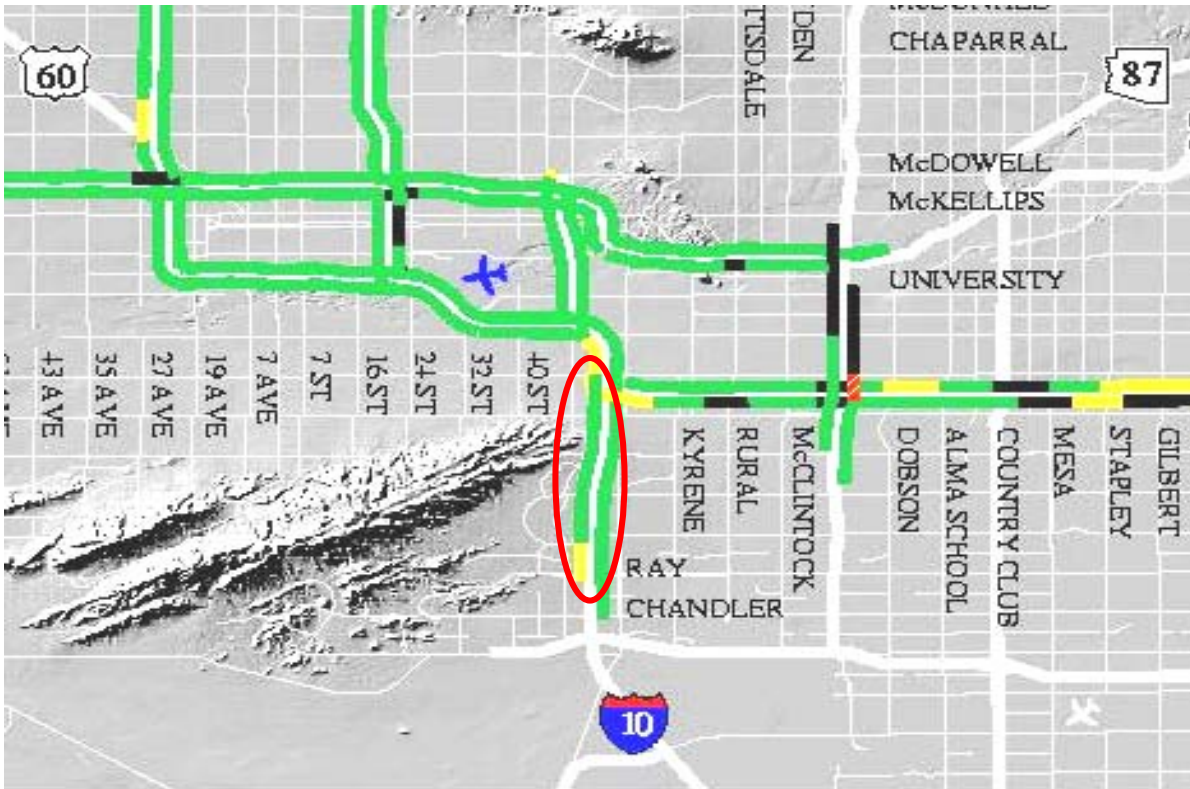 TTSDALE
DEN
CHAPARRAL
60
87
McDOWELL
McKELLIPS
UNIVERSITY
43 AVE
35 AVE
27 AVE
19 AVE
7 AVE
7 ST
16 ST
24 ST
32 ST
40 ST
KYRENE
RURAL
McCLINTOCK
DOBSON
ALMA SCHOOL
COUNTRY CLUB
MESA
STAPLEY
GILBERT
RAY
CHANDLER
10